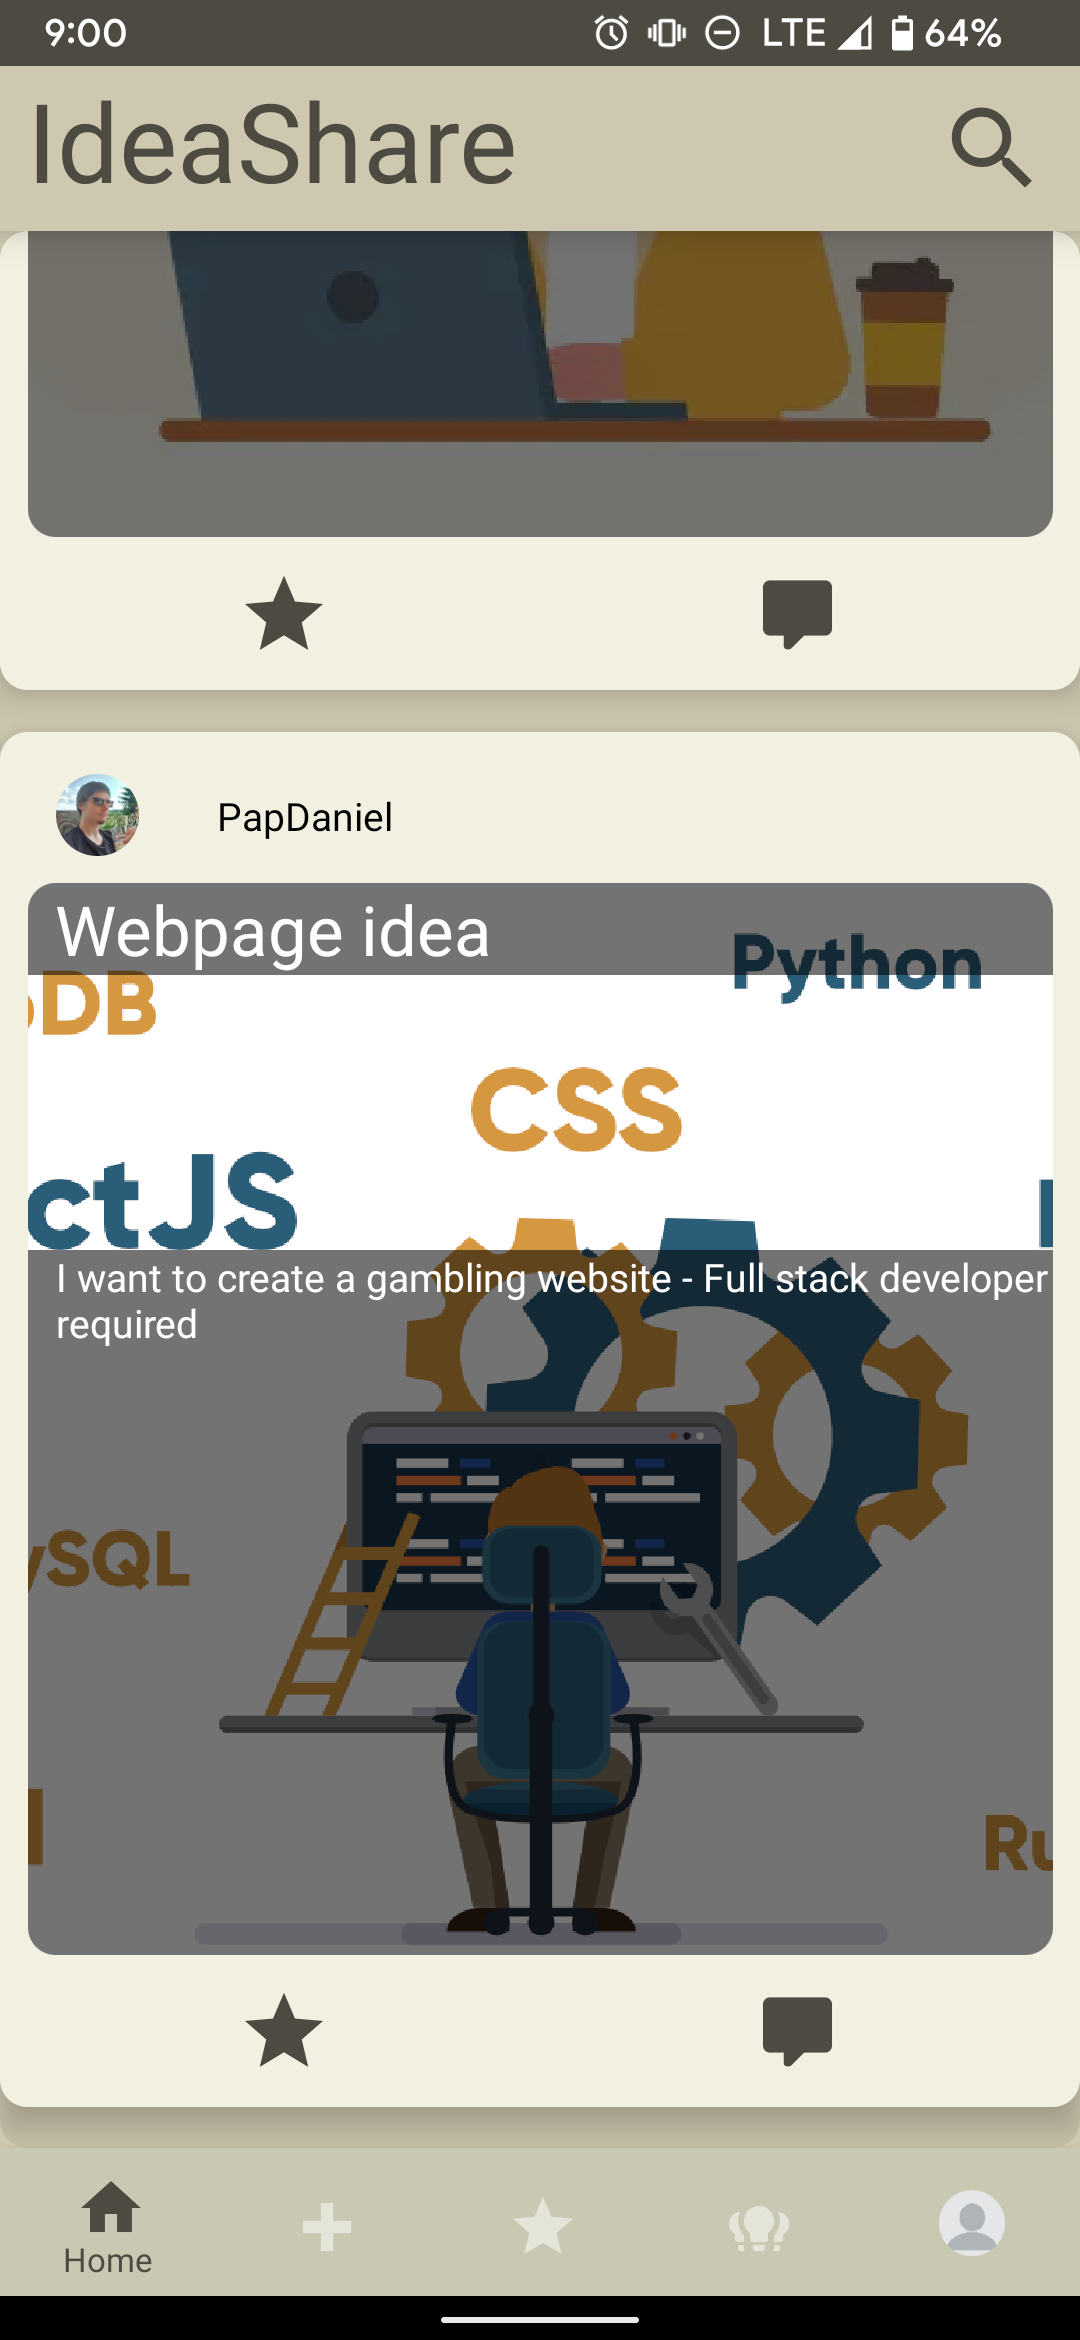 9:00 LTE 64%
IdeaShare
PapDaniel
Webpage idea
Python
DB
CSS
ctJS
I want to create a gambling website - Full stack developer
required
ySQL
Ru
Home